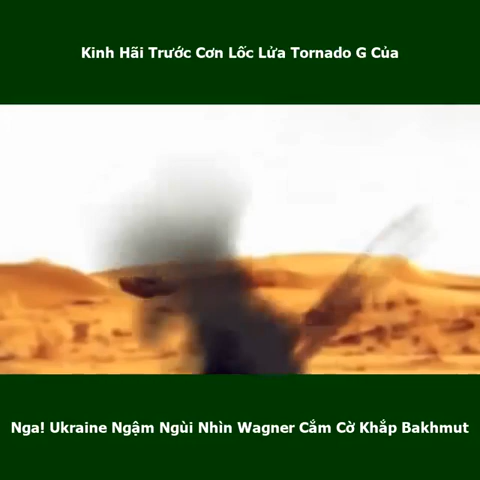 Kinh Hãi Trước Cơn Lốc Lửa Tornado G Của
Nga! Ukraine Ngậm Ngùi Nhìn Wagner Cắm Cờ Khắp Bakhmut